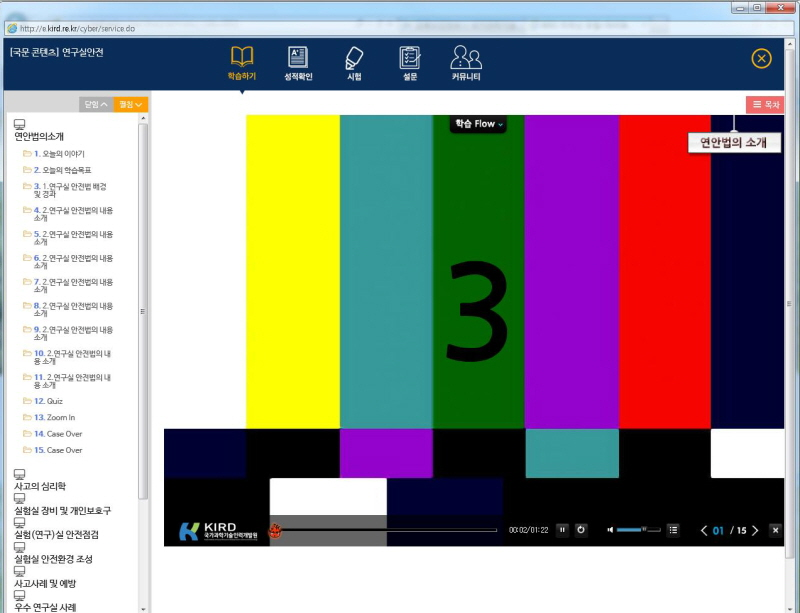 http://e.kird.re.kr/cyber/service.do
[국문 콘텐츠] 연구실안전
학습하기
성적확인
시험
설문
커뮤니티
닫힘
펼침
목차
학습 Flow
연안법의 소개
연안법의소개
1. 오늘의 이야기
2. 오늘의 학습목표
3. 1.연구실 안전법 배경
및 경과
4. 2.연구실 안전법의 내용
소개
5. 2.연구실 안전법의 내용
소개
6. 2.연구실 안전법의 내용
소개
7. 2.연구실 안전법의 내용
소개
8. 2.연구실 안전법의 내용
소개
9. 2.연구실 안전법의 내용
소개
10. 2.연구실 안전법의 내
용 소개
11. 2.연구실 안전법의 내
용 소개
12. Quiz
13. Zoom In
14. Case Over
15. Case Over
사고의 심리학
실험실 장비 및 개인보호구
실험(연구)실 안전점검
실험실 안전환경 조성
사고사례 및 예방
우수 연구실 사례
3
KIRD
국가과학기술인력개발원
00:02/01:22
01 / 15